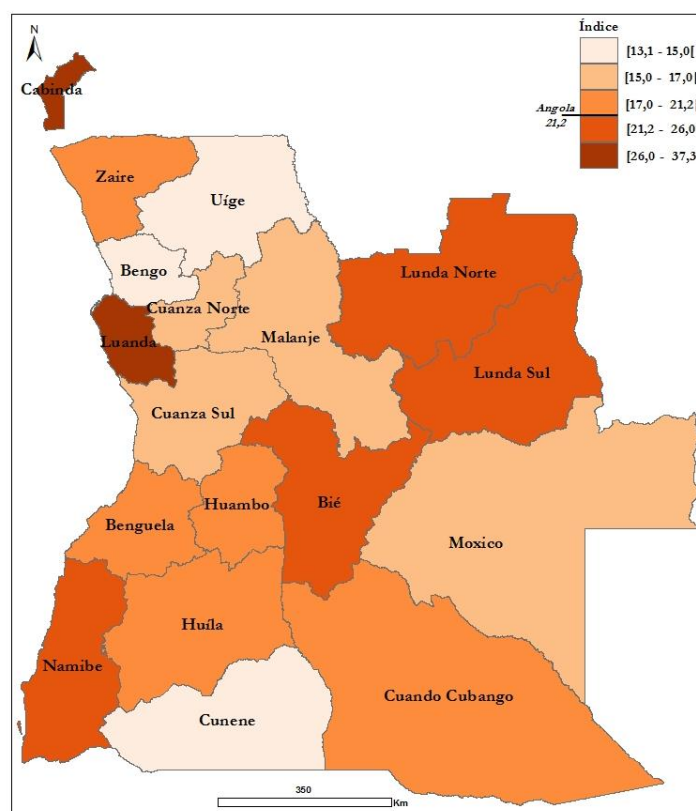 N
Índice
[13,1 - 15,0[
[15,0 - 17,0[
[17,0 - 21,2[
Angola
21,2
[21,2 - 26,0
[26,0 - 37,3
Cabinda
Zaire
Uíge
Bengo
Lunda Norte
Cuanza Norte
Luanda
Malanje
Lunda Sul
Cuanza Sul
Huambo
Bié
Benguela
Moxico
Huíla
Namibe
Cuando Cubango
Cunene
350
Km